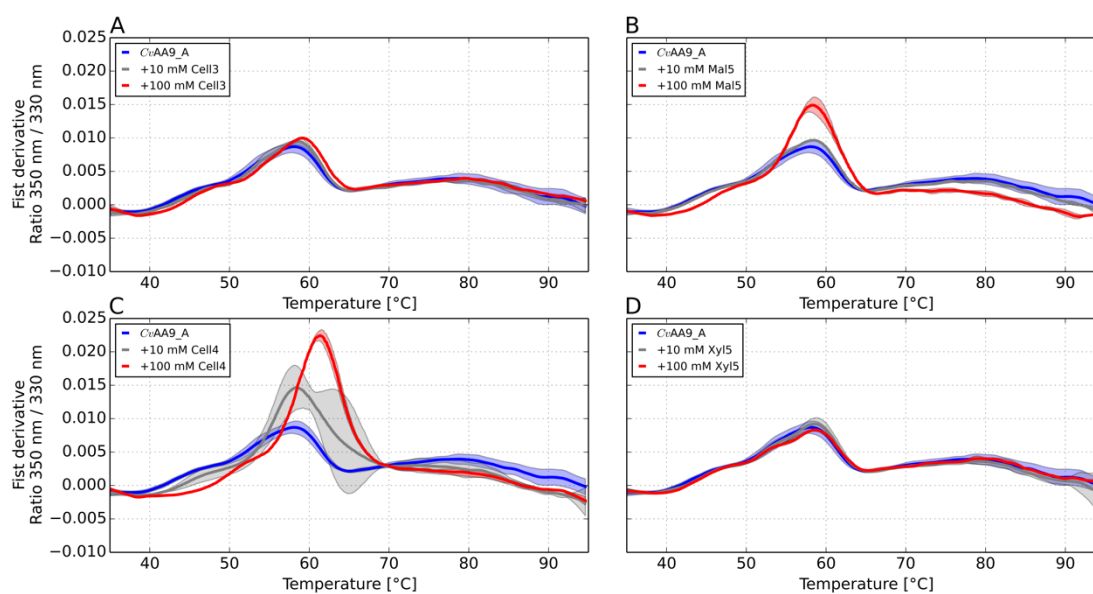 A
0.025
0.020
0.015
0.010
0.005
0.000
−0.005
−0.010
40 50 60 70 80 90
Temperature [°C]
Fist derivative
Ratio 350 nm / 330 nm
CvAA9_A
+10 mM Cell3
+100 mM Cell3
B
40 50 60 70 80 90
Temperature [°C]
CvAA9_A
+10 mM Mal5
+100 mM Mal5
C
0.025
0.020
0.015
0.010
0.005
0.000
−0.005
−0.010
40 50 60 70 80 90
Temperature [°C]
Fist derivative
Ratio 350 nm / 330 nm
CvAA9_A
+10 mM Cell4
+100 mM Cell4
D
40 50 60 70 80 90
Temperature [°C]
CvAA9_A
+10 mM Xyl5
+100 mM Xyl5